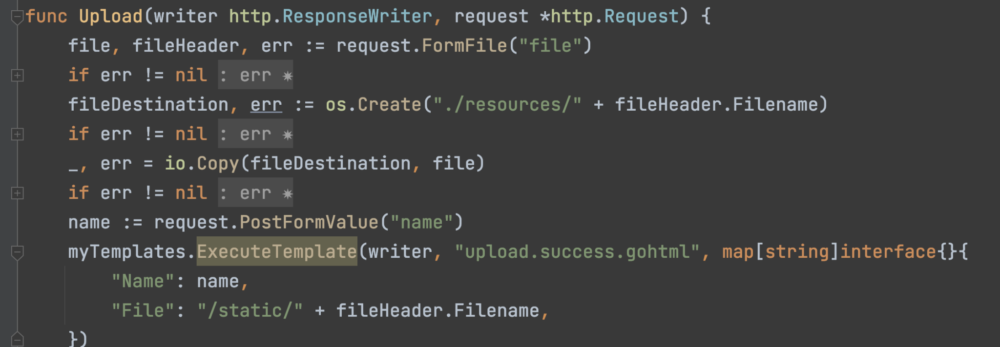 func Upload(writer http.ResponseWriter, request *http.Request) {
    file, fileHeader, err := request.FormFile("file")
    if err != nil : err ✷
    fileDestination, err := os.Create("./resources/" + fileHeader.Filename)
    if err != nil : err ✷
    _, err = io.Copy(fileDestination, file)
    if err != nil : err ✷
    name := request.PostFormValue("name")
    myTemplates.ExecuteTemplate(writer, "upload.success.gohtml", map[string]interface{}{
        "Name": name,
        "File": "/static/" + fileHeader.Filename,
    })